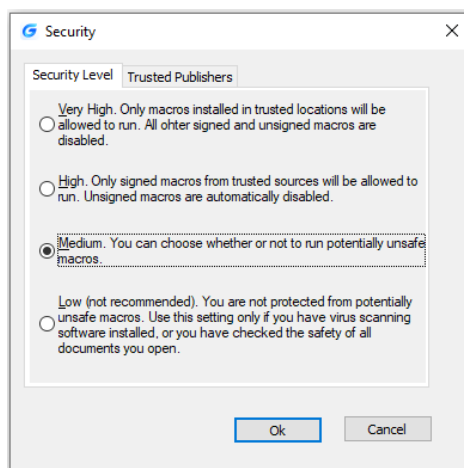 Security
Security Level
Trusted Publishers
Very High. Only macros installed in trusted locations will be
allowed to run. All ohter signed and unsigned macros are
disabled.
High. Only signed macros from trusted sources will be allowed to
run. Unsigned macros are automatically disabled.
Medium. You can choose whether or not to run potentially unsafe
macros.
Low (not recommended). You are not protected from potentially
unsafe macros. Use this setting only if you have virus scanning
software installed, or you have checked the safety of all
documents you open.
Ok
Cancel